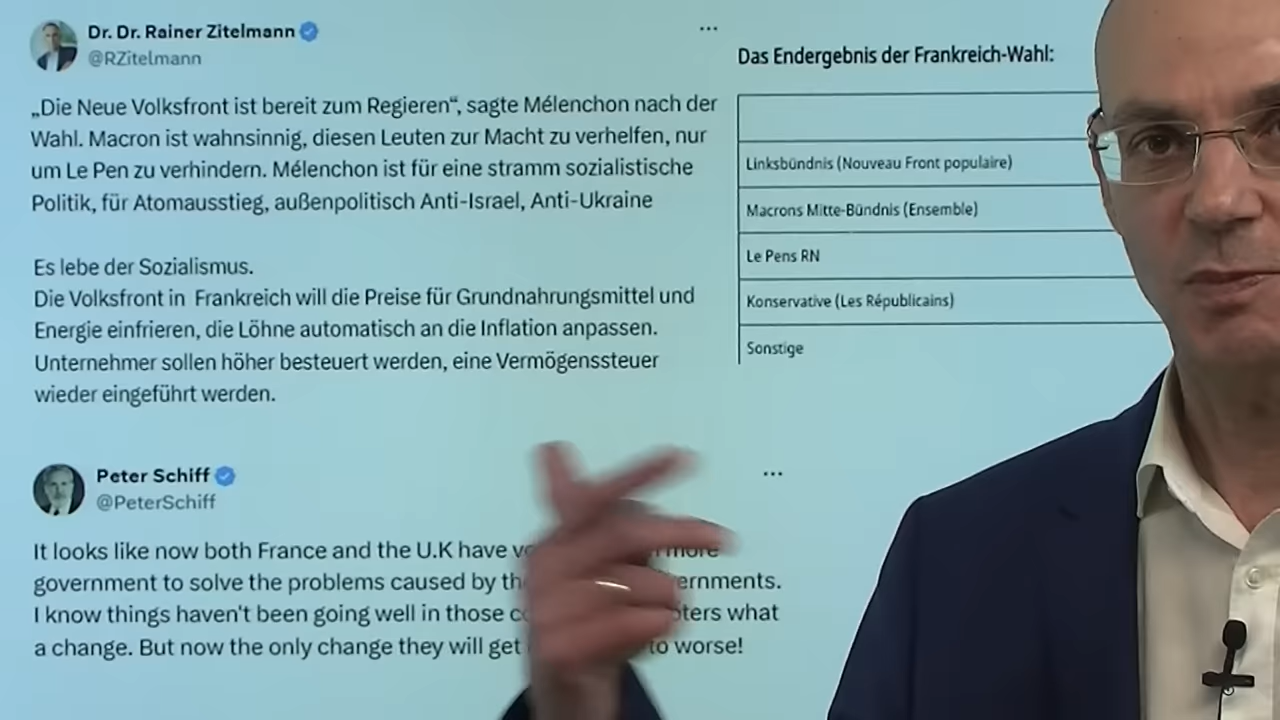 Dr. Dr. Rainer Zitelmann
@RZitelmann
„Die Neue Volksfront ist bereit zum Regieren“, sagte Mélenchon nach der
Wahl. Macron ist wahnsinnig, diesen Leuten zur Macht zu verhelfen, nur
um Le Pen zu verhindern. Mélenchon ist für eine stramm sozialistische
Politik, für Atomausstieg, außenpolitisch Anti-Israel, Anti-Ukraine
Es lebe der Sozialismus.
Die Volksfront in Frankreich will die Preise für Grundnahrungsmittel und
Energie einfrieren, die Löhne automatisch an die Inflation anpassen.
Unternehmer sollen höher besteuert werden, eine Vermögenssteuer
wieder eingeführt werden.
Peter Schiff
@PeterSchiff
It looks like now both France and the U.K have more
government to solve the problems caused by
I know things haven't been going well in those what
a change. But now the only change they will get to worse!
Das Endergebnis der Frankreich-Wahl:
Linksbündnis (Nouveau Front populaire)
Macrons Mitte-Bündnis (Ensemble)
Le Pens RN
Konservative (Les Républicains)
Sonstige